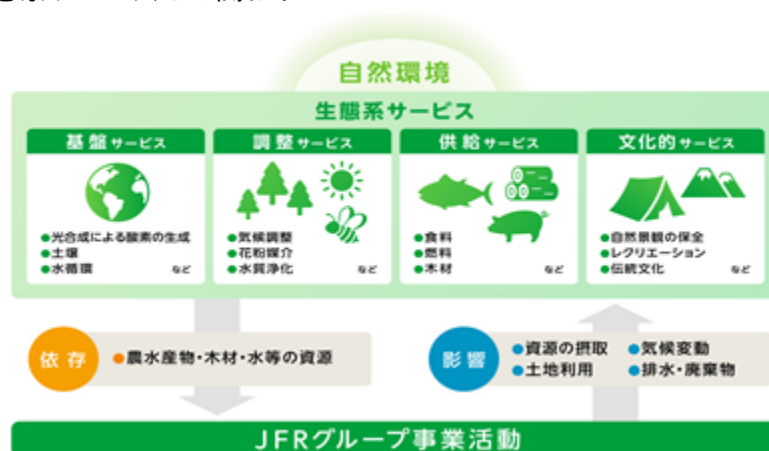 自然環境
生態系サービス
基盤サービス
●光合成による酸素の生成
●土壌
●水循環 など
調整サービス
●気候調整
●花粉媒介
●水質浄化 など
供給サービス
●食料
●燃料
●木材 など
文化的サービス
●自然景観の保全
●レクリエーション
●伝統文化 など
依存
●農水産物・木材・水等の資源
影響
●資源の摂取 ●気候変動
●土地利用 ●排水・廃棄物
JFRグループ事業活動